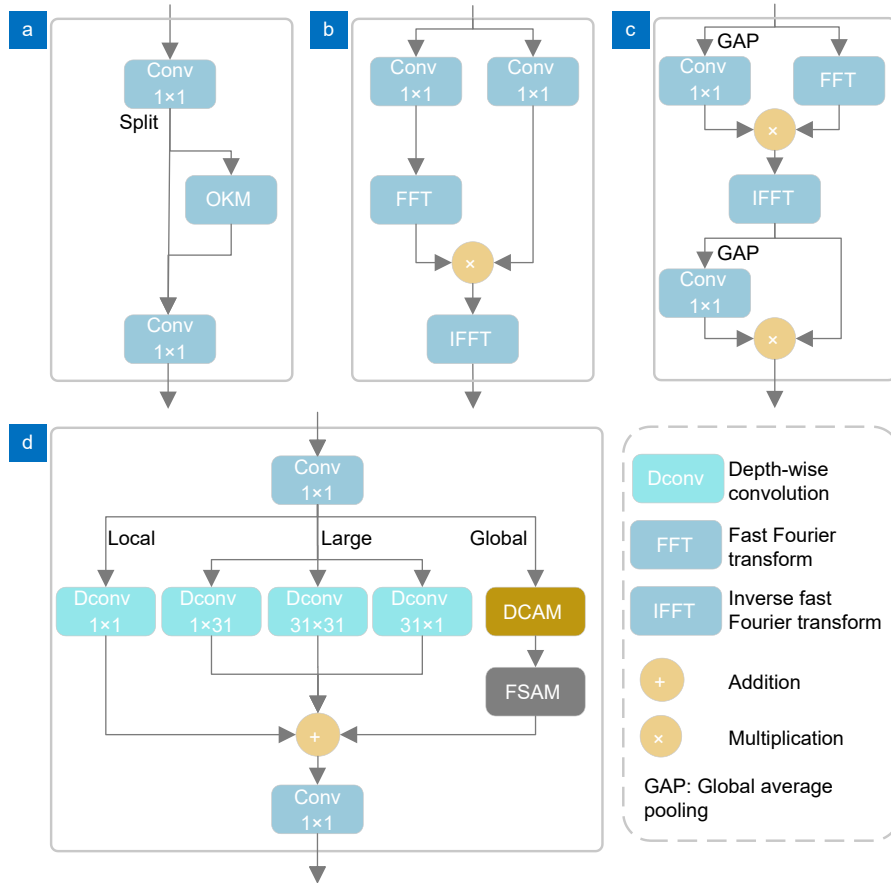 a
Conv
1×1
Split
OKM
Conv
1×1
b
Conv
1×1
Conv
1×1
FFT
×
IFFT
c
GAP
Conv
1×1
FFT
×
IFFT
GAP
Conv
1×1
×
d
Conv
1×1
Local
Large
Global
Dconv
1×1
Dconv
1×31
Dconv
31×31
Dconv
31×1
DCAM
FSAM
+
Conv
1×1
Dconv
Depth-wise
convolution
FFT
Fast Fourier
transform
IFFT
Inverse fast
Fourier transform
+
Addition
×
Multiplication
GAP: Global average
pooling